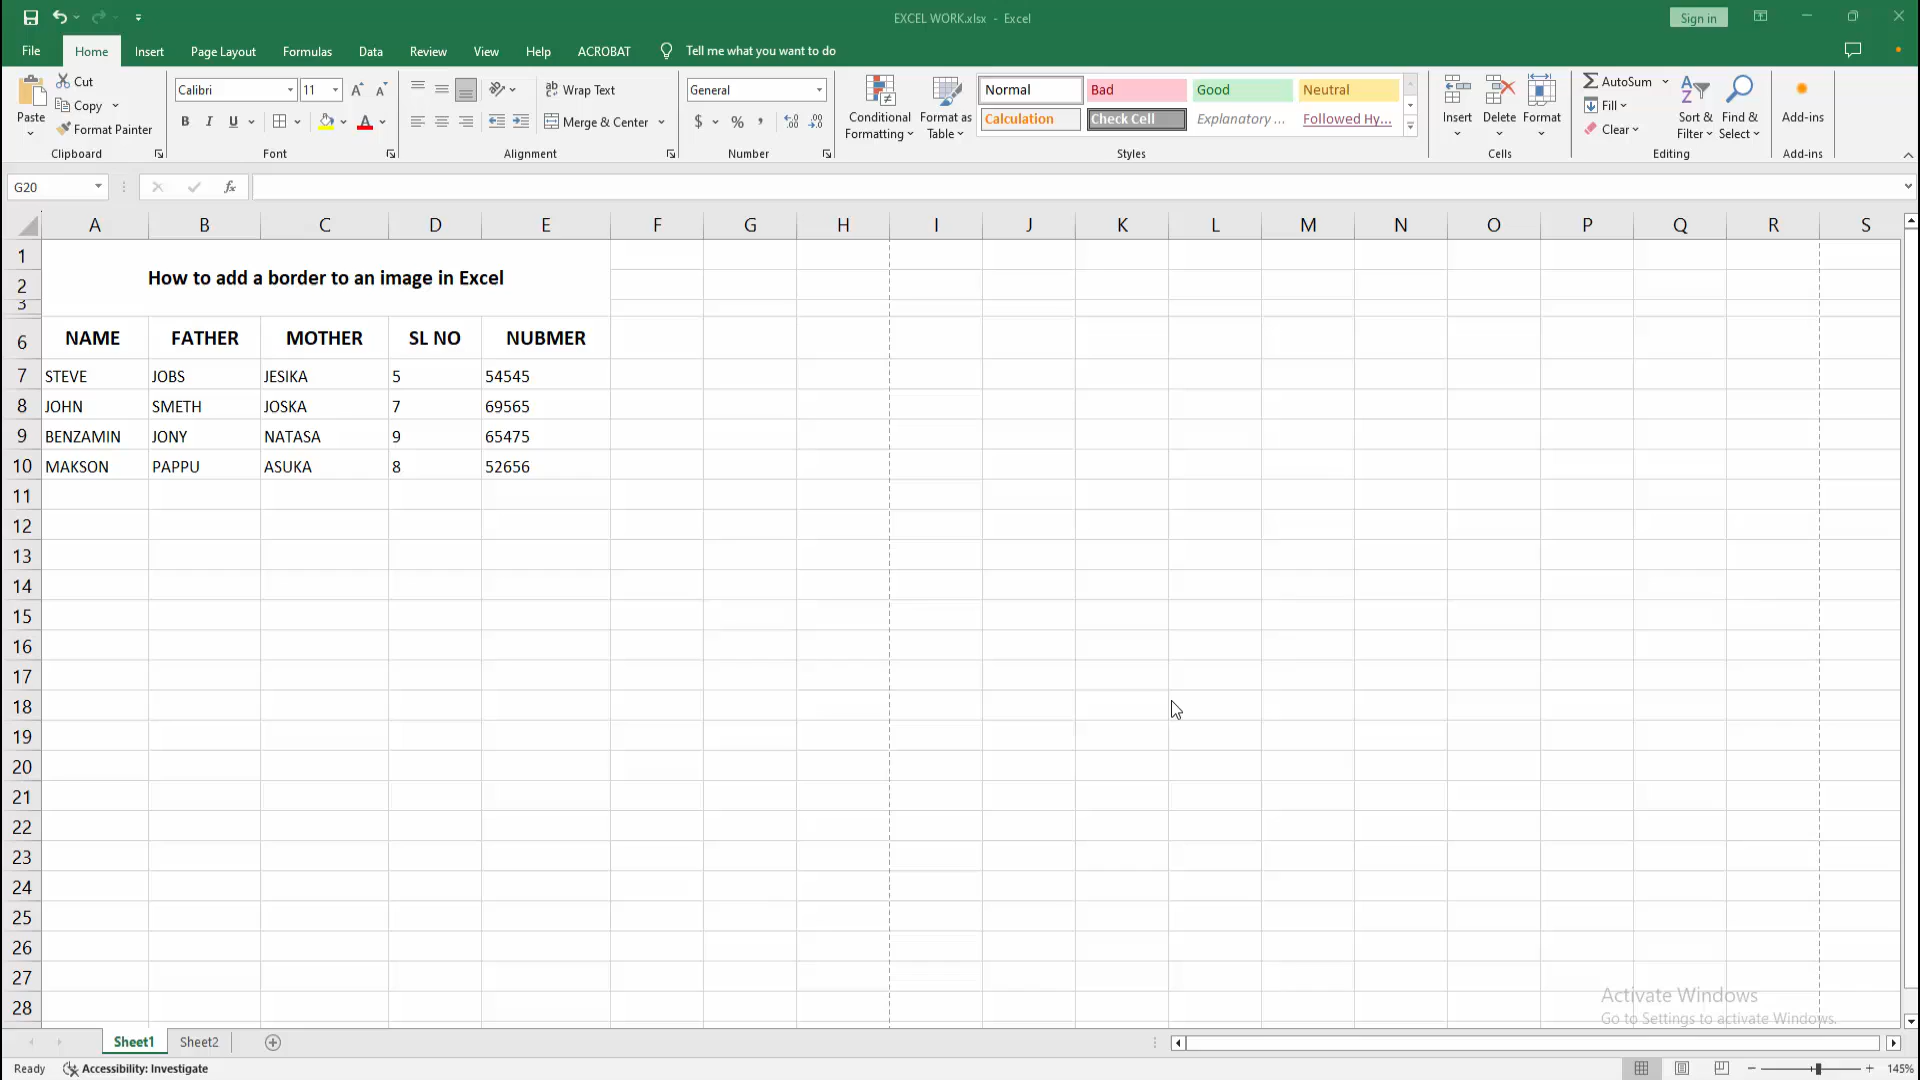 EXCEL WORK.xlsx - Excel
Sign in
File Home Insert Page Layout Formulas Data Review View Help ACROBAT Tell me what you want to do
Paste
Cut
Copy
Format Painter
Clipboard
Calibri 11
B I U
Font
Wrap Text
Merge & Center
Alignment
General
$ % ,
Number
Conditional
Formatting
Format as
Table
Normal Bad Good Neutral
Calculation Check Cell Explanatory ... Followed Hy...
Styles
Insert Delete Format
Cells
AutoSum
Fill
Clear
Sort &
Filter
Find &
Select
Editing
Add-ins
Add-ins
G20 fx
A B C D E F G H I J K L M N O P Q R S
1
2
3
How to add a border to an image in Excel
6 NAME FATHER MOTHER SL NO NUBMER
7 STEVE JOBS JESIKA 5 54545
8 JOHN SMETH JOSKA 7 69565
9 BENZAMIN JONY NATASA 9 65475
10 MAKSON PAPPU ASUKA 8 52656
11
12
13
14
15
16
17
18
19
20
21
22
23
24
25
26
27
28
Activate Windows
Go to Settings to activate Windows.
Sheet1 Sheet2
Ready Accessibility: Investigate 145%